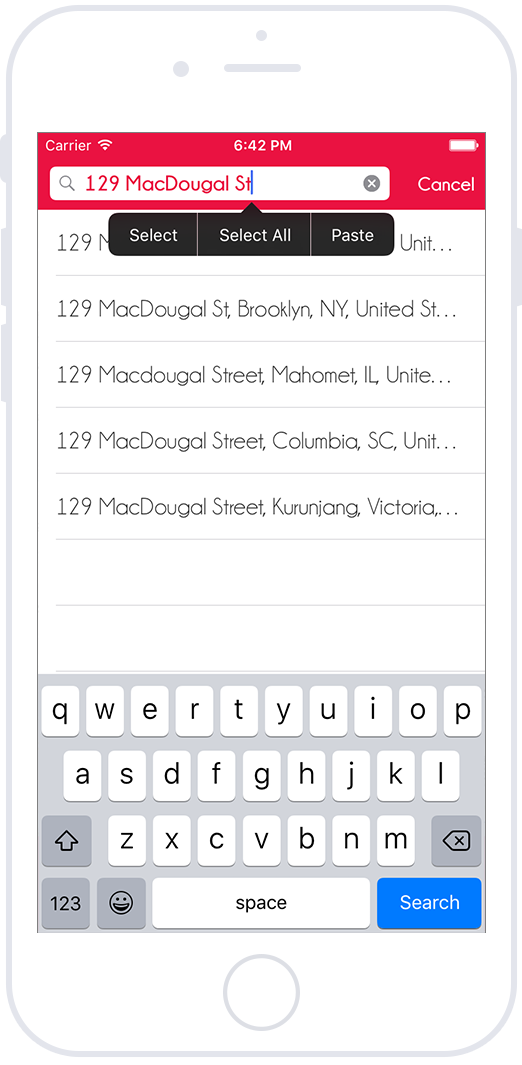 Carrier 6:42 PM
129 MacDougal St Cancel
Select Select All Paste
129 Unit...
129 MacDougal St, Brooklyn, NY, United St...
129 Macdougal Street, Mahomet, IL, Unite...
129 MacDougal Street, Columbia, SC, Unit...
129 MacDougal Street, Kurunjang, Victoria,...
q w e r t y u i o p
a s d f g h j k l
z x c v b n m
123 space Search